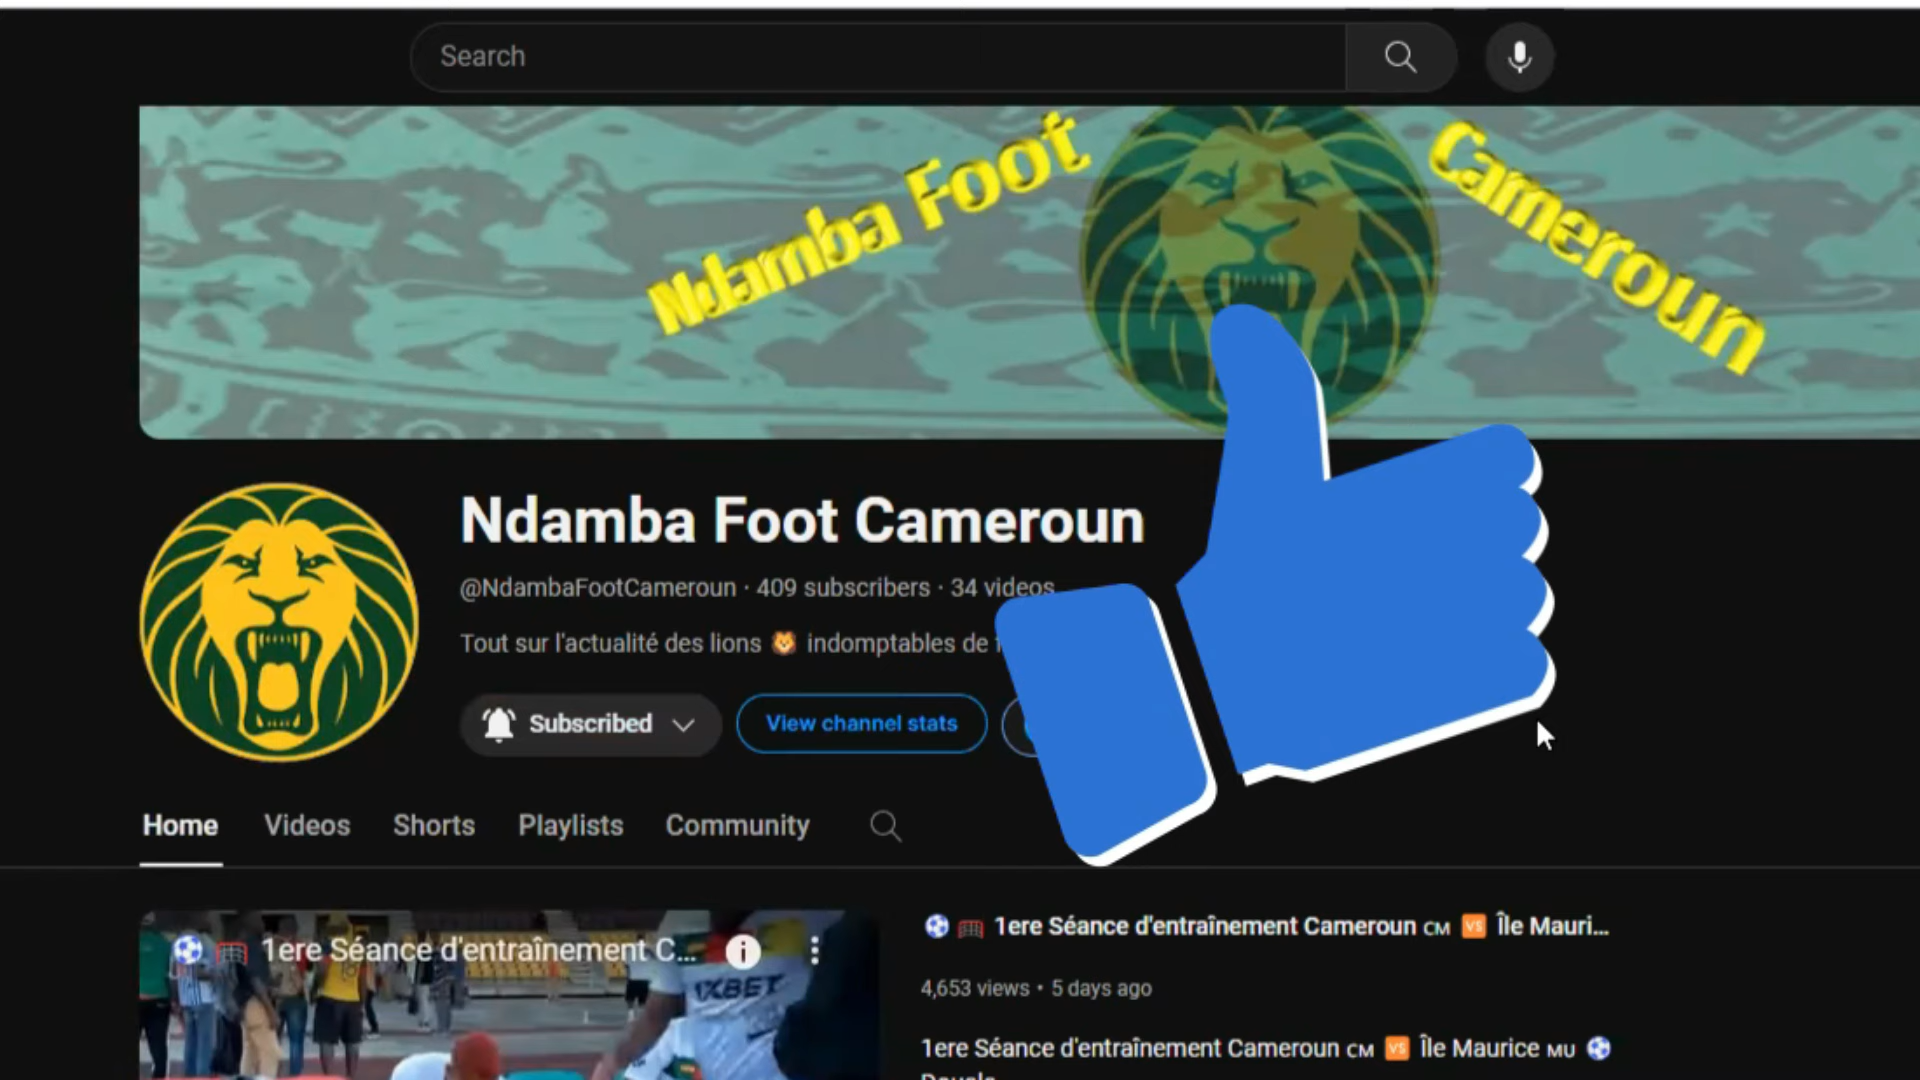 Search
Ndamba Foot Cameroun
Ndamba Foot Cameroun
@NdambaFootCameroun · 409 subscribers · 34 videos
Tout sur l'actualité des lions 🦁 indomptables de
Subscribed
View channel stats
Home Videos Shorts Playlists Community
⚽ 🥅 1ere Séance d'entraînement C...
1XBET
⚽ 🥅 1ere Séance d'entraînement Cameroun CM 🆚 Île Mauri...
4,653 views • 5 days ago
1ere Séance d'entraînement Cameroun CM 🆚 Île Maurice MU ⚽